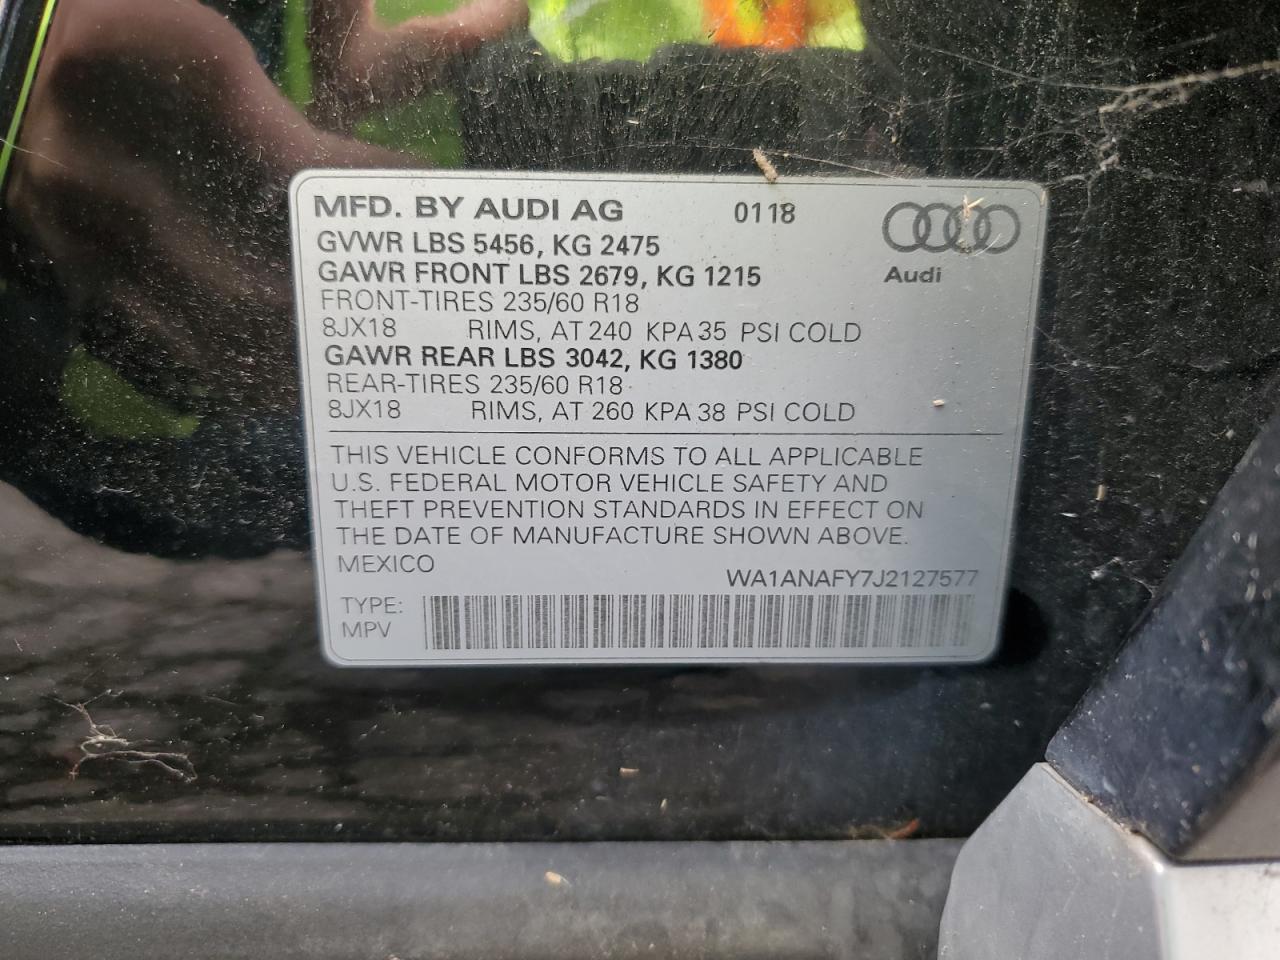 MFD. BY AUDI AG 0118
GVWR LBS 5456, KG 2475
GAWR FRONT LBS 2679, KG 1215
Audi
FRONT-TIRES 235/60 R18
8JX18 RIMS, AT 240 KPA 35 PSI COLD
GAWR REAR LBS 3042, KG 1380
REAR-TIRES 235/60 R18
8JX18 RIMS, AT 260 KPA 38 PSI COLD
THIS VEHICLE CONFORMS TO ALL APPLICABLE
U.S. FEDERAL MOTOR VEHICLE SAFETY AND
THEFT PREVENTION STANDARDS IN EFFECT ON
THE DATE OF MANUFACTURE SHOWN ABOVE.
MEXICO
WA1ANAFY7J2127577
TYPE:
MPV